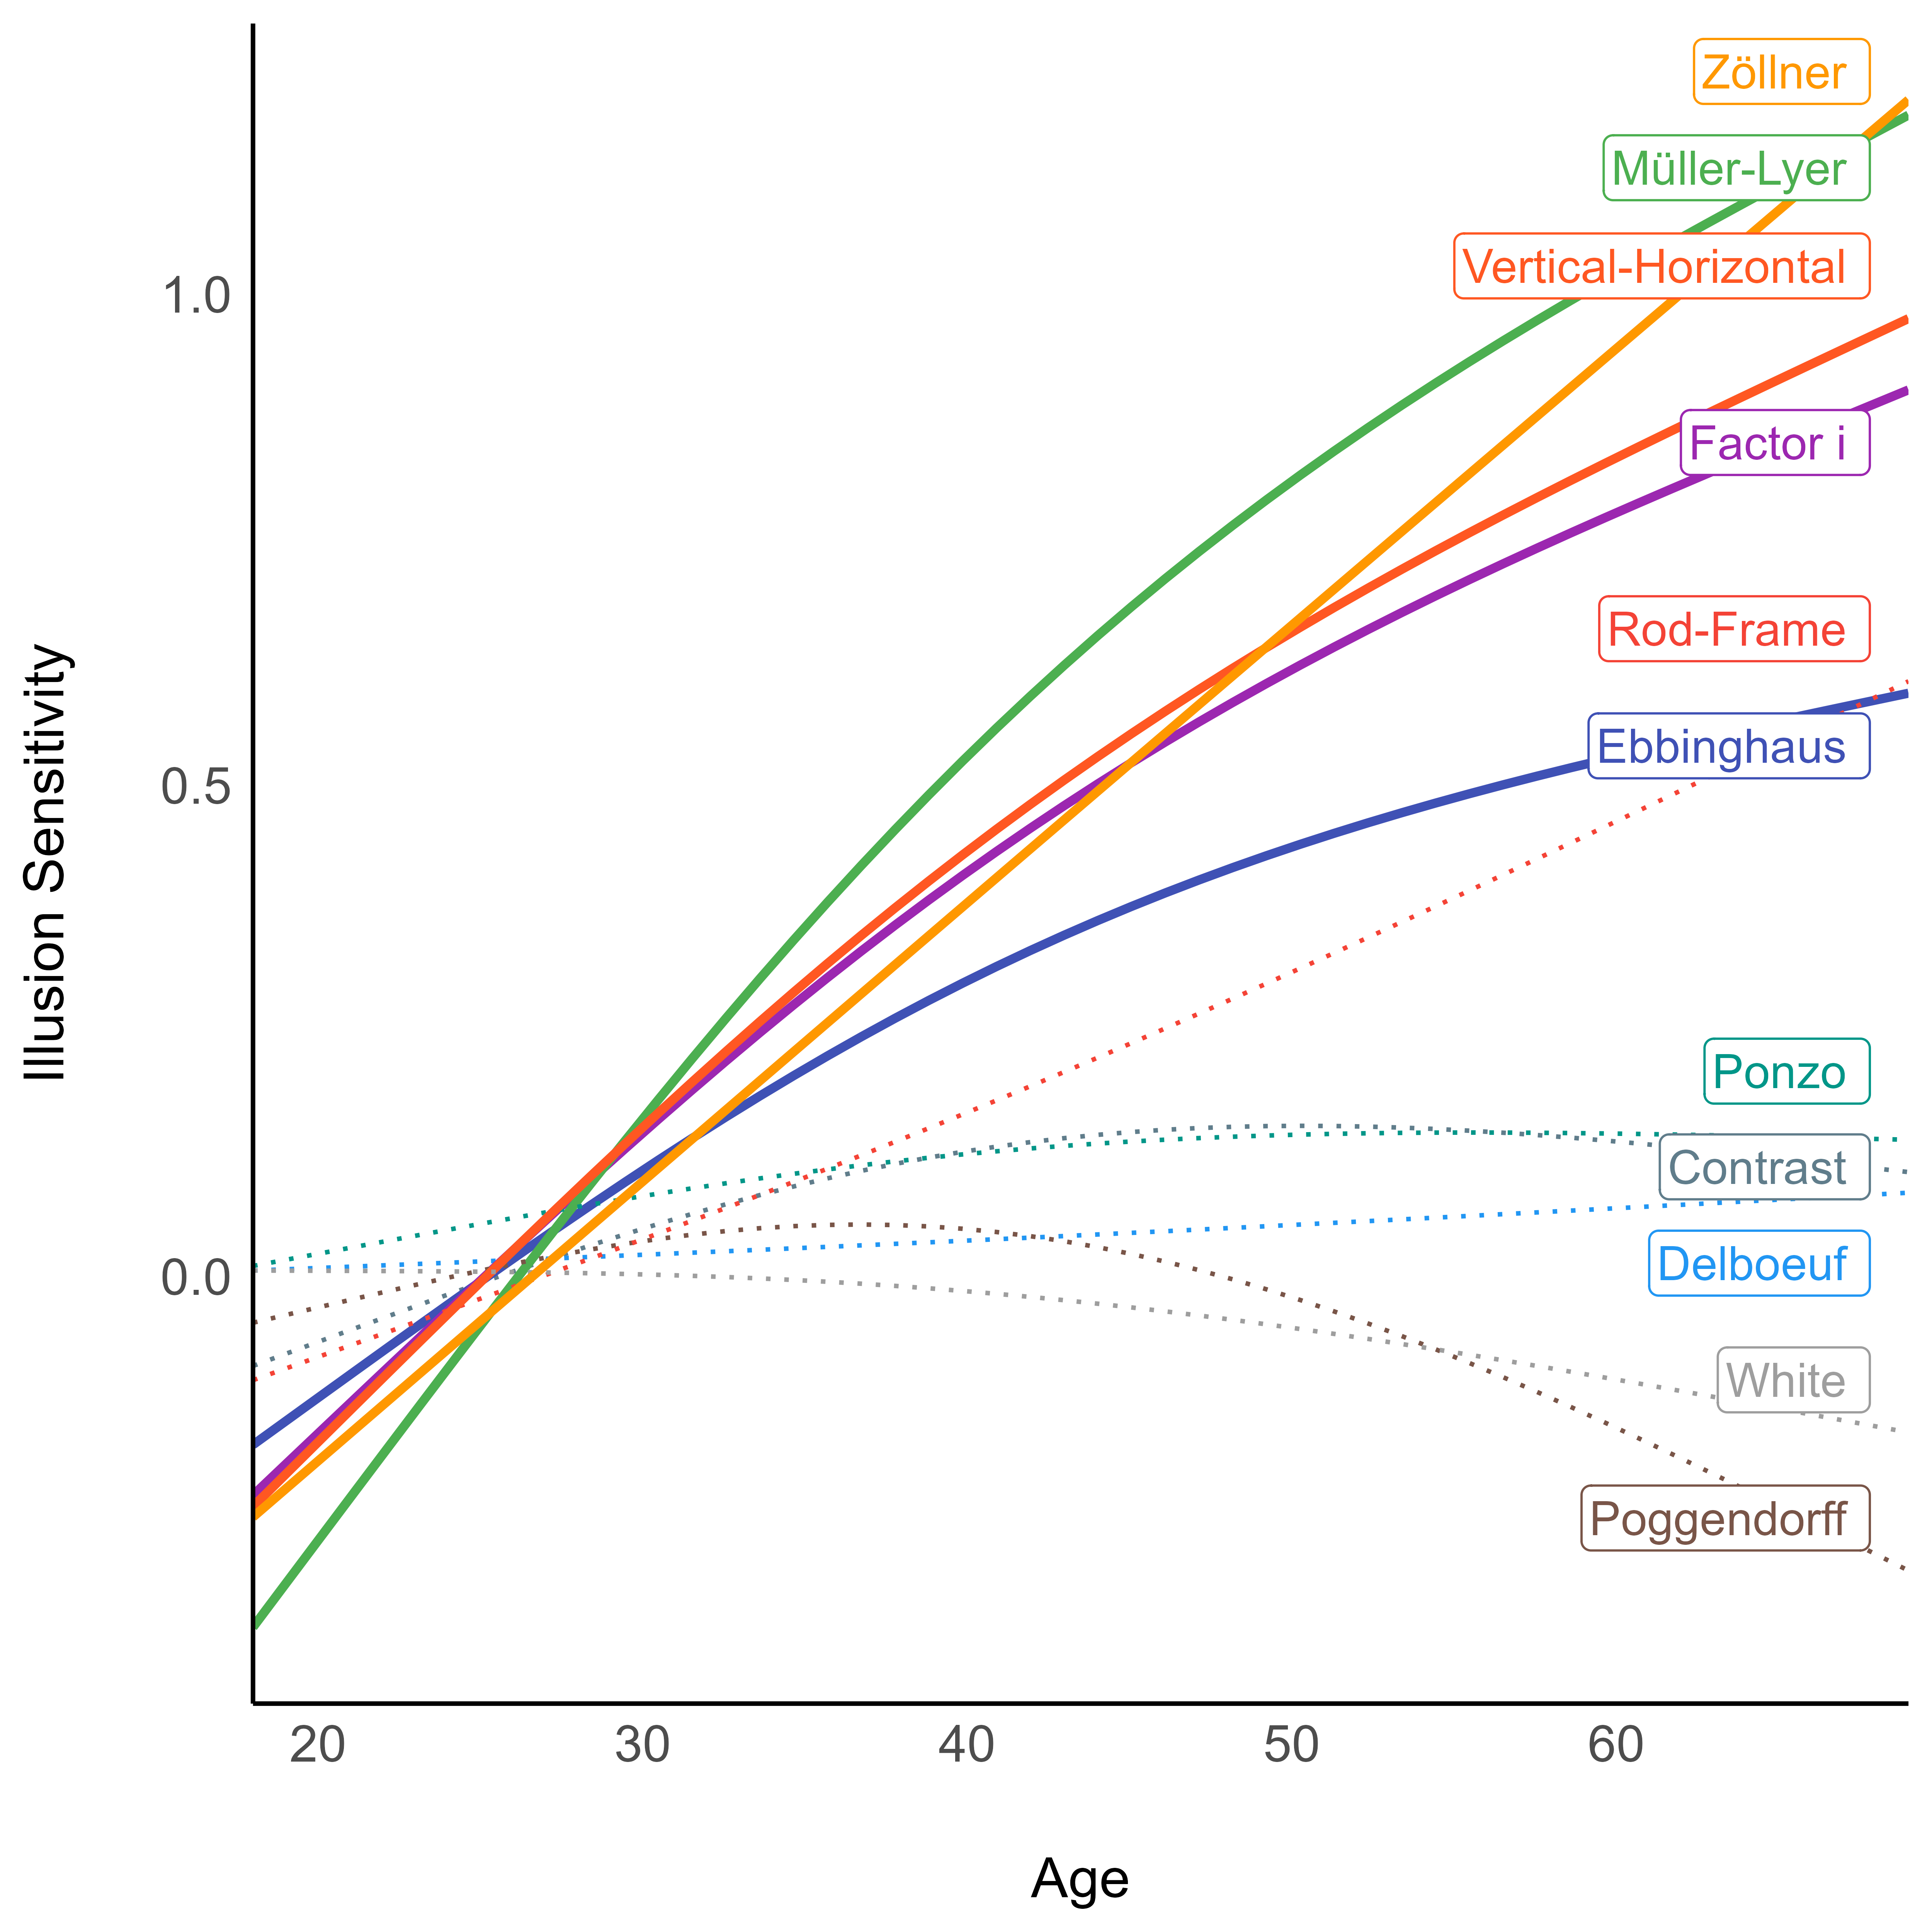 Zöllner
Müller-Lyer
Vertical-Horizontal
1.0
Factor i
Rod-Frame
Ebbinghaus
0.5
Illusion Sensitivity
Ponzo
Contrast
Delboeuf
0.0
White
Poggendorff
20 30 40 50 60
Age